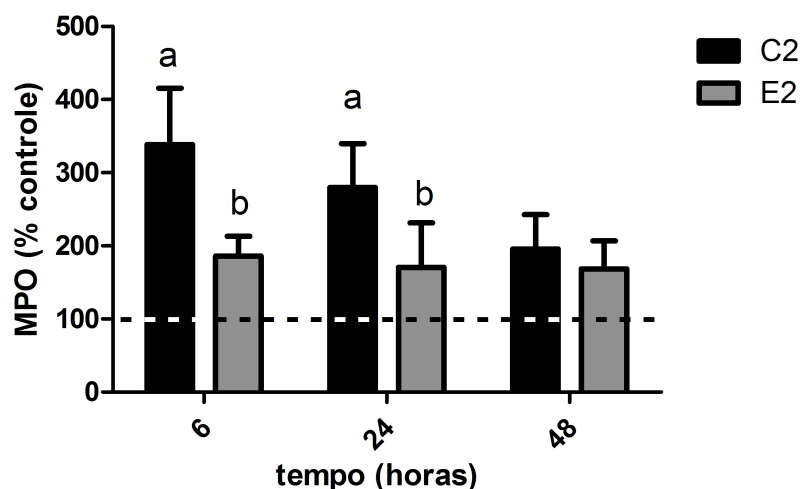 MPO (% controle)
500
400
300
200
100
0
a
b
a
b
6
24
48
tempo (horas)
C2
E2